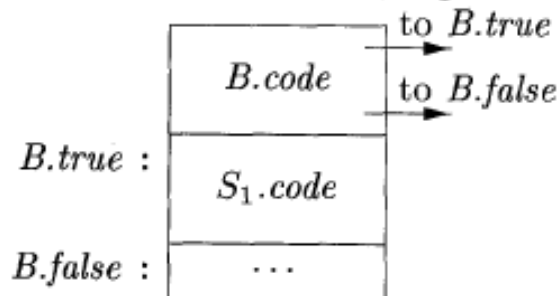 to B.true
B.code
to B.false
B.true :
S₁.code
B.false :
...